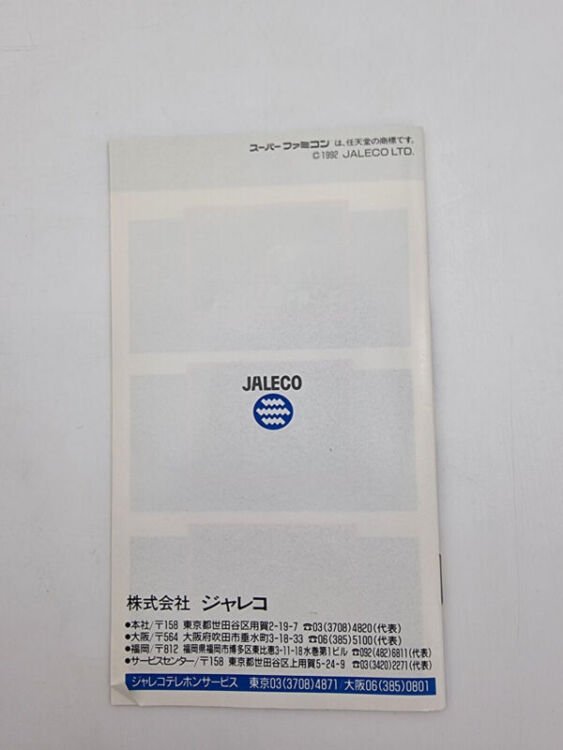 スーパーファミコン は、任天堂の商標です。
©1992 JALECO LTD.
JALECO
株式会社 ジャレコ
●本社/〒158 東京都世田谷区用賀2-19-7 ☎03(3708)4820(代表)
●大阪/〒564 大阪府吹田市垂水町3-18-33 ☎06(385)5100(代表)
●福岡/〒812 福岡県福岡市博多区東比恵3-11-18水巻第1ビル ☎092(482)6811(代表)
●サービスセンター/〒158 東京都世田谷区上用賀5-24-9 ☎03(3420)2271(代表)
ジャレコテレホンサービス 東京03(3708)4871/大阪06(385)0801